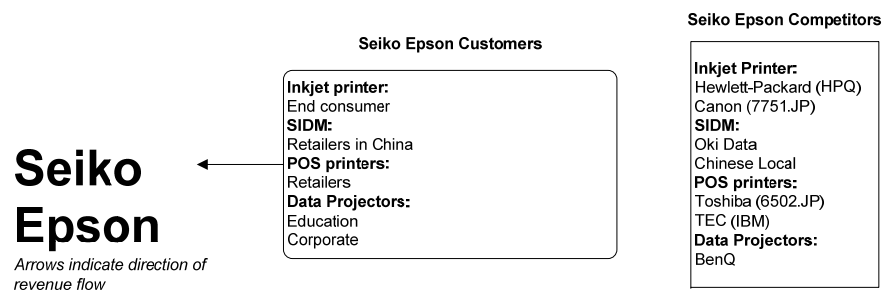 Seiko Epson Competitors
Seiko Epson Customers
Inkjet printer:
End consumer
SIDM:
Retailers in China
POS printers:
Retailers
Data Projectors:
Education
Corporate
Inkjet Printer:
Hewlett-Packard (HPQ)
Canon (7751.JP)
SIDM:
Oki Data
Chinese Local
POS printers:
Toshiba (6502.JP)
TEC (IBM)
Data Projectors:
BenQ
Seiko
Epson
Arrows indicate direction of
revenue flow